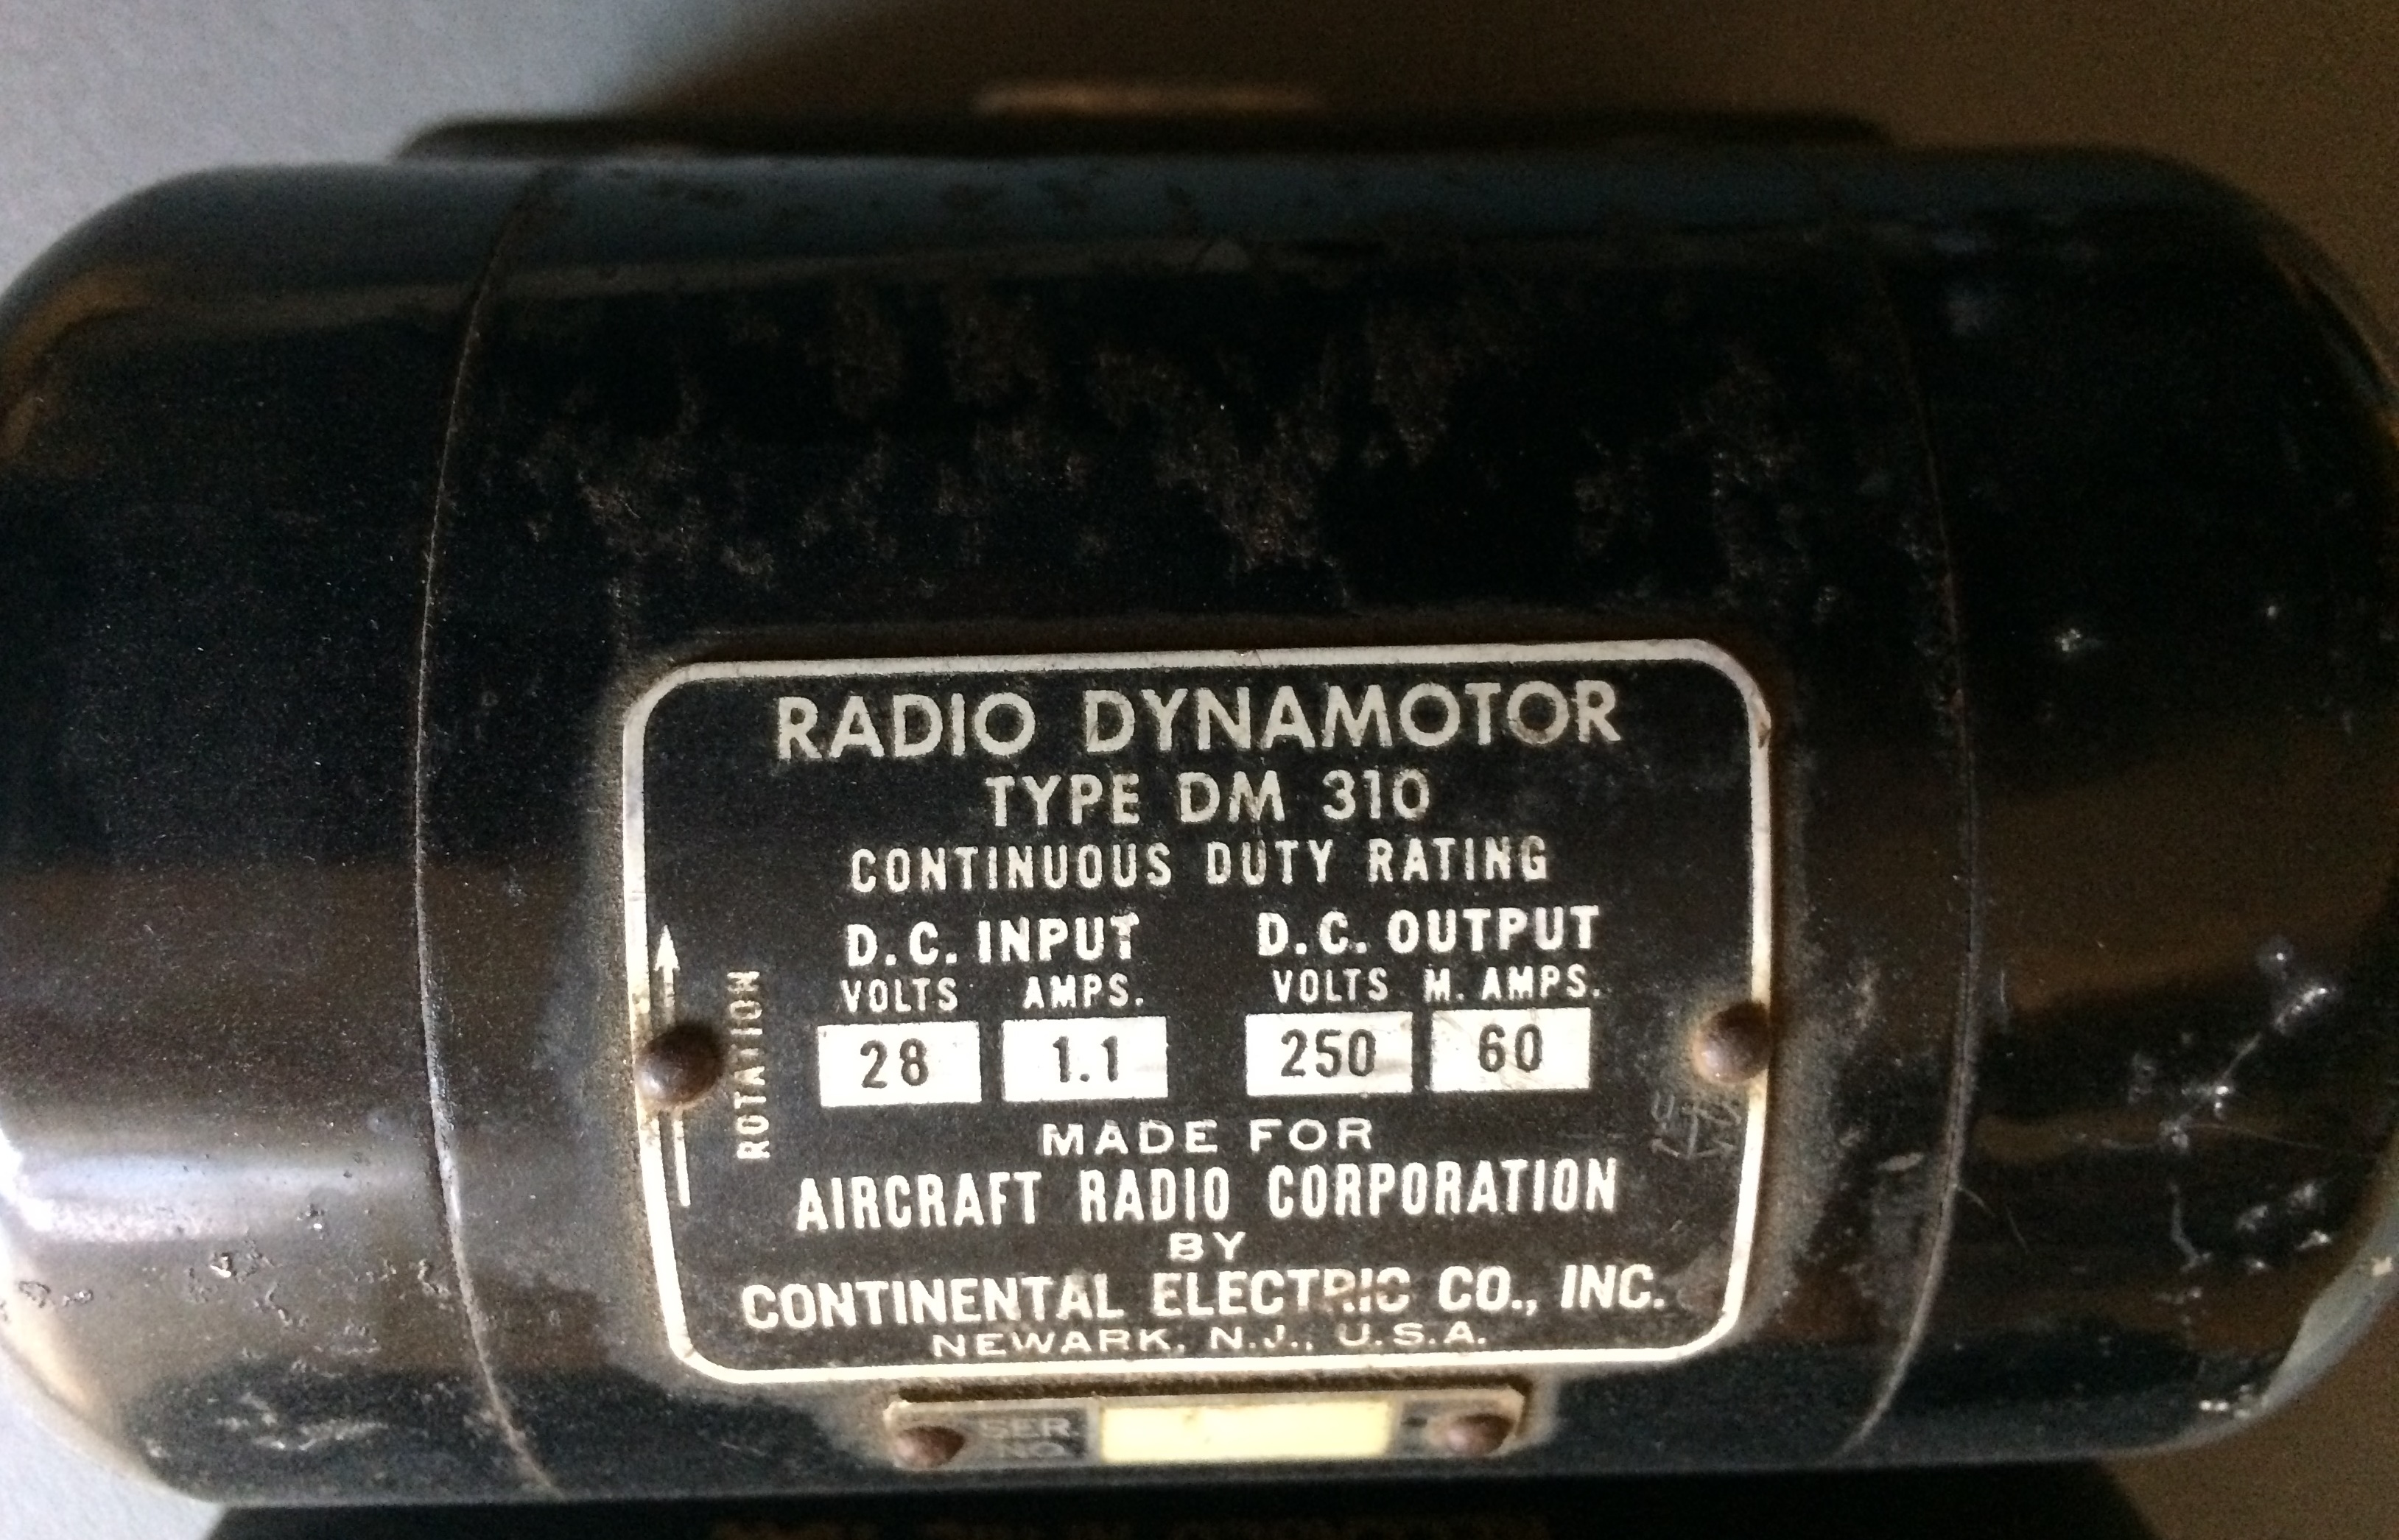 RADIO DYNAMOTOR
TYPE DM 310
CONTINUOUS DUTY RATING
D.C. INPUT D.C. OUTPUT
VOLTS AMPS. VOLTS M. AMPS.
28 1.1 250 60
ROTATION
MADE FOR
AIRCRAFT RADIO CORPORATION
BY
CONTINENTAL ELECTRIC CO., INC.
NEWARK, N.J., U.S.A.
SER
NO.